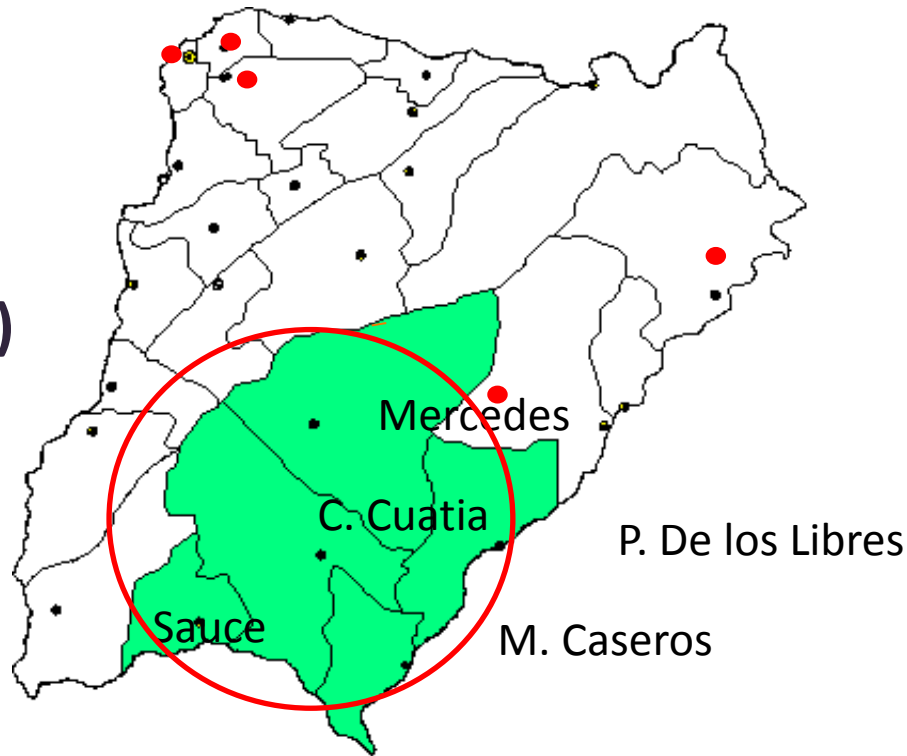 )
Mercedes
C. Cuatia
P. De los Libres
Sauce
M. Caseros